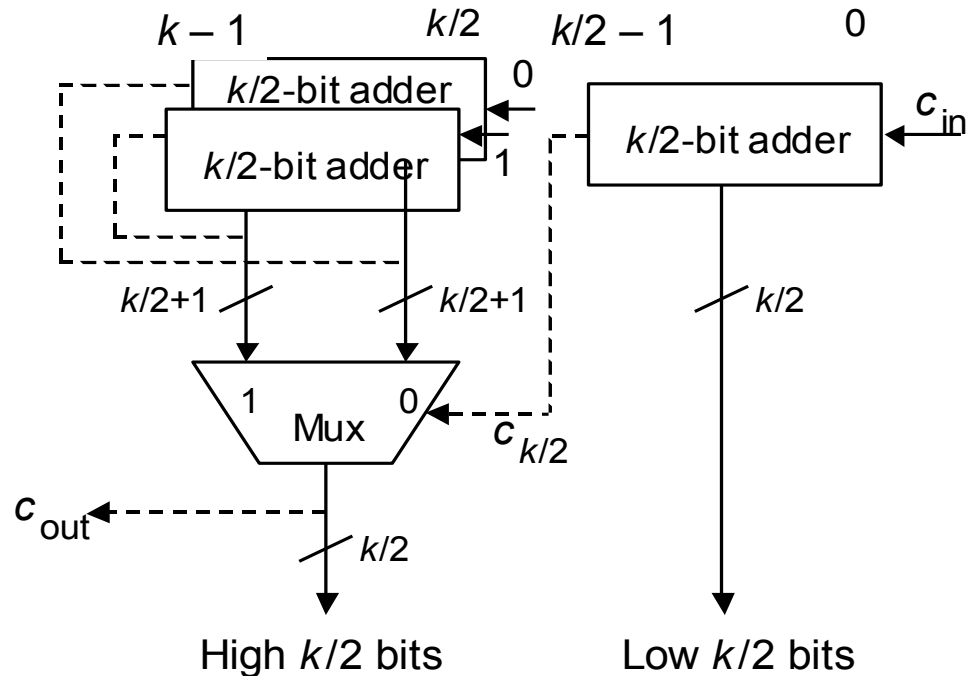 k – 1 k/2 k/2 – 1 0
k/2-bit adder 0
k/2-bit adder 1
k/2-bit adder c_in
k/2+1 k/2+1 k/2
1 0
Mux
c_k/2
c_out
k/2
High k/2 bits Low k/2 bits